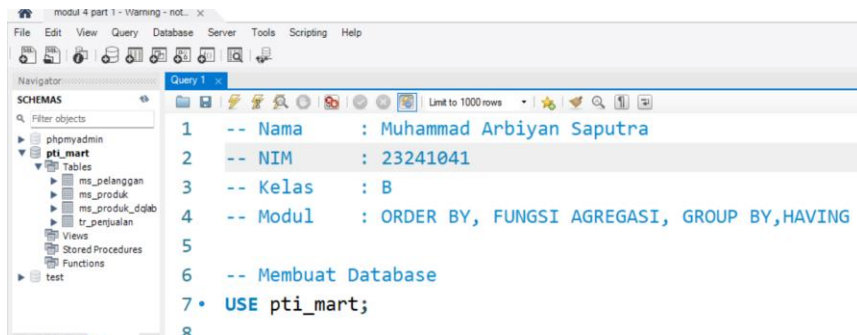 modul 4 part 1 - Warning - not...
File Edit View Query Database Server Tools Scripting Help
Navigator
Query 1
SCHEMAS
Limit to 1000 rows
Filter objects
phpmyadmin
pti_mart
Tables
ms_pelanggan
ms_produk
ms_produk_dqlab
tr_penjualan
Views
Stored Procedures
Functions
test
1 -- Nama : Muhammad Arbiyan Saputra
2 -- NIM : 23241041
3 -- Kelas : B
4 -- Modul : ORDER BY, FUNGSI AGREGASI, GROUP BY,HAVING
5
6 -- Membuat Database
7 USE pti_mart;
8